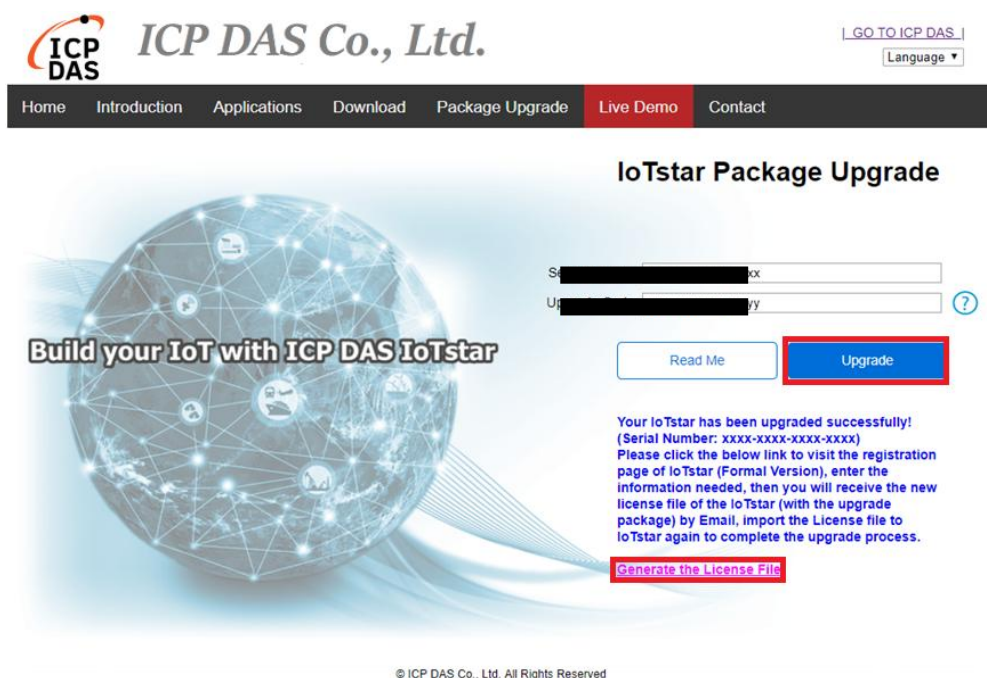 ICP DAS
ICP DAS Co., Ltd.
| GO TO ICP DAS |
Language ▼
Home Introduction Applications Download Package Upgrade Live Demo Contact
IoTstar Package Upgrade
xx
yy
?
Build your IoT with ICP DAS IoTstar
Read Me Upgrade
Your IoTstar has been upgraded successfully!
(Serial Number: xxxx-xxxx-xxxx-xxxx)
Please click the below link to visit the registration
page of IoTstar (Formal Version), enter the
information needed, then you will receive the new
license file of the IoTstar (with the upgrade
package) by Email, import the License file to
IoTstar again to complete the upgrade process.
Generate the License File
© ICP DAS Co., Ltd. All Rights Reserved